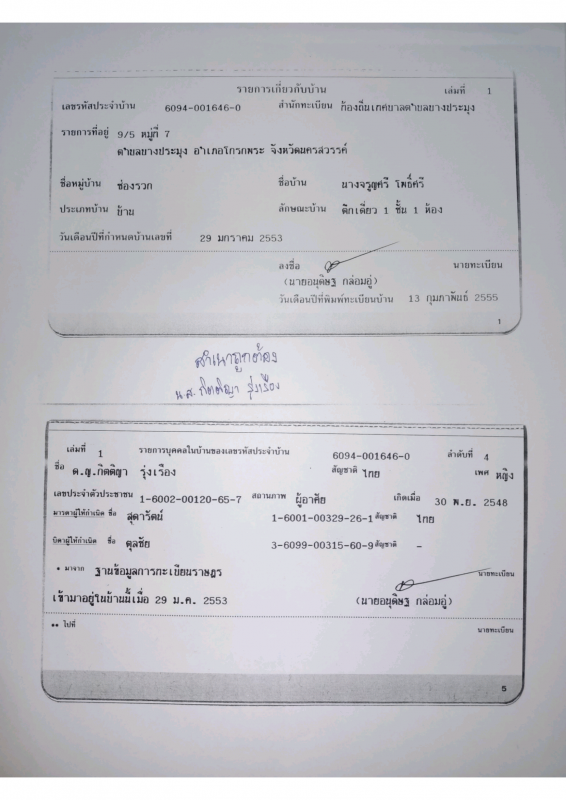 รายการเกี่ยวกับบ้าน เล่มที่ 1
เลขรหัสประจำบ้าน 6094-001646-0 สำนักทะเบียน ท้องถิ่นเทศบาลตำบลยางประมุง
รายการที่อยู่ 9/5 หมู่ที่ 7
ตำบลบางประมุง อำเภอโกรกพระ จังหวัดนครสวรรค์
ชื่อหมู่บ้าน ช่องรวก ชื่อบ้าน นางจรูญศรี โพธิ์ศรี
ประเภทบ้าน บ้าน ลักษณะบ้าน ตึกเดี่ยว 1 ชั้น 1 ห้อง
วันเดือนปีที่กำหนดบ้านเลขที่ 29 มกราคม 2553
ลงชื่อ นายทะเบียน
(นายอนุดิษฐ กล่อมอู่)
วันเดือนปีที่พิมพ์ทะเบียนบ้าน 13 กุมภาพันธ์ 2555
1
สำเนาถูกต้อง
น.ส. กิตติญา รุ่งเรือง
เล่มที่ 1 รายการบุคคลในบ้านของเลขรหัสประจำบ้าน 6094-001646-0 ลำดับที่ 4
ชื่อ ด.ญ.กิตติญา รุ่งเรือง สัญชาติ ไทย เพศ หญิง
เลขประจำตัวประชาชน 1-6002-00120-65-7 สถานภาพ ผู้อาศัย เกิดเมื่อ 30 พ.ย. 2548
มารดาผู้ให้กำเนิด ชื่อ สุดารัตน์ 1-6001-00329-26-1 สัญชาติ ไทย
บิดาผู้ให้กำเนิด ชื่อ ตุลชัย 3-6099-00315-60-9 สัญชาติ -
* มาจาก ฐานข้อมูลการทะเบียนราษฎร นายทะเบียน
เข้ามาอยู่ในบ้านนี้เมื่อ 29 ม.ค. 2553 (นายอนุดิษฐ กล่อมอู่)
** ไปที่ นายทะเบียน
5